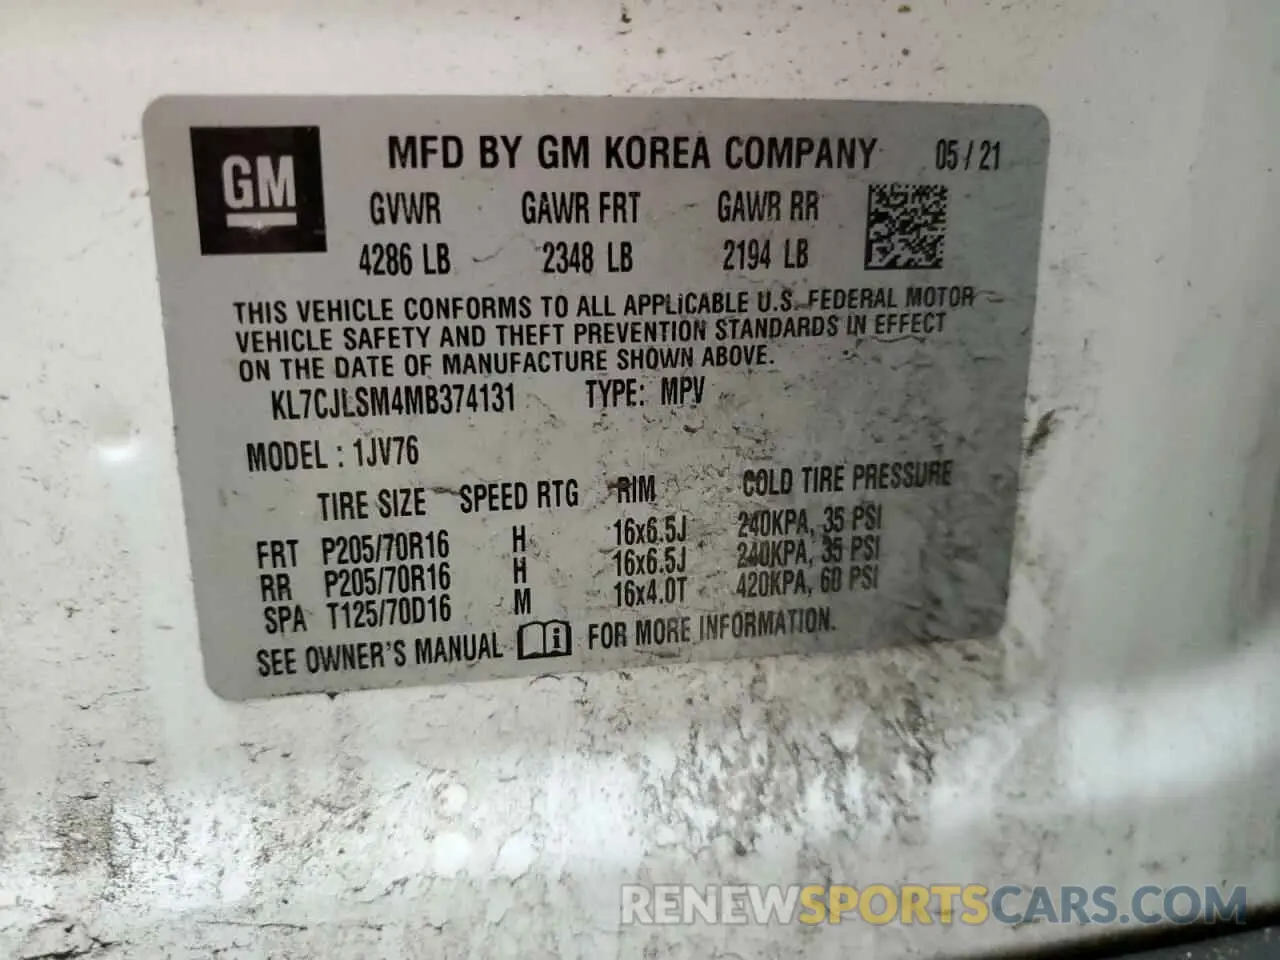 GM
MFD BY GM KOREA COMPANY 05/21
GVWR GAWR FRT GAWR RR
4286 LB 2348 LB 2194 LB
THIS VEHICLE CONFORMS TO ALL APPLICABLE U.S. FEDERAL MOTOR
VEHICLE SAFETY AND THEFT PREVENTION STANDARDS IN EFFECT
ON THE DATE OF MANUFACTURE SHOWN ABOVE.
KL7CJLSM4MB374131 TYPE: MPV
MODEL : 1JV76
TIRE SIZE SPEED RTG RIM COLD TIRE PRESSURE
FRT P205/70R16 H 16x6.5J 240KPA, 35 PSI
RR P205/70R16 H 16x6.5J 240KPA, 35 PSI
SPA T125/70D16 M 16x4.0T 420KPA, 60 PSI
SEE OWNER'S MANUAL i FOR MORE INFORMATION.
RENEWSPORTSCARS.COM